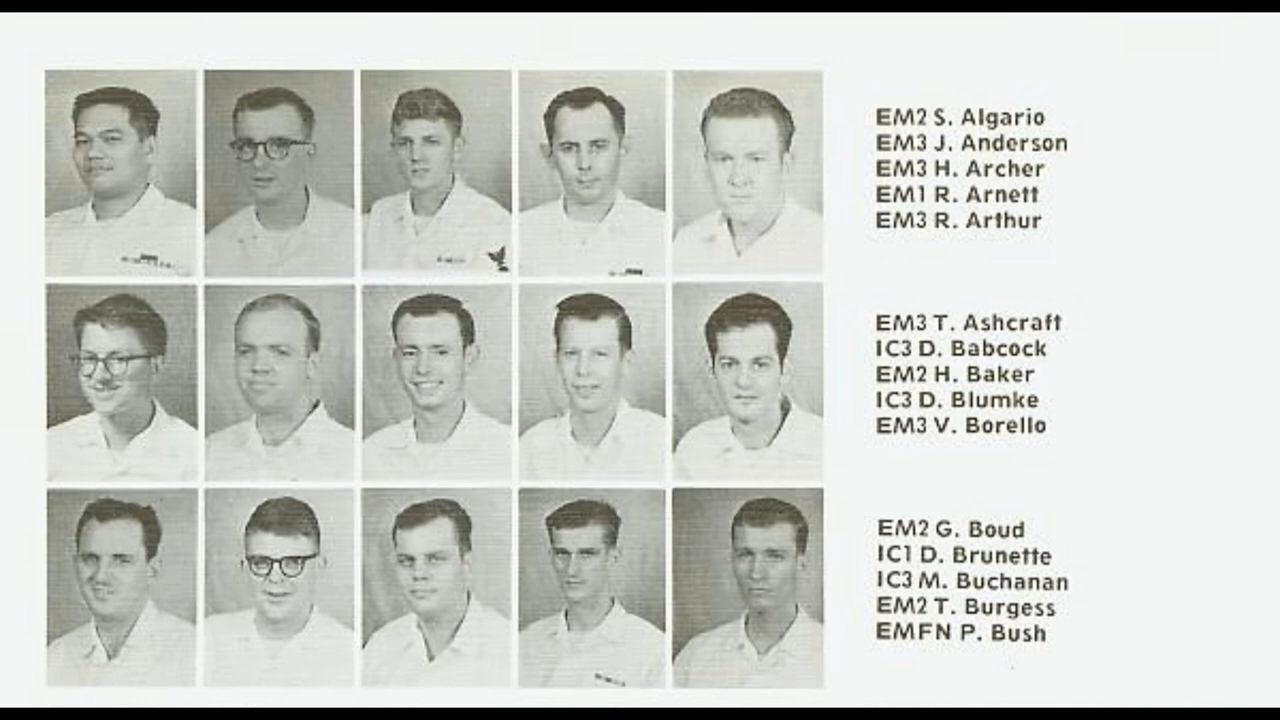 EM2 S. Algario
EM3 J. Anderson
EM3 H. Archer
EM1 R. Arnett
EM3 R. Arthur
EM3 T. Ashcraft
IC3 D. Babcock
EM2 H. Baker
IC3 D. Blumke
EM3 V. Borello
EM2 G. Boud
IC1 D. Brunette
IC3 M. Buchanan
EM2 T. Burgess
EMFN P. Bush